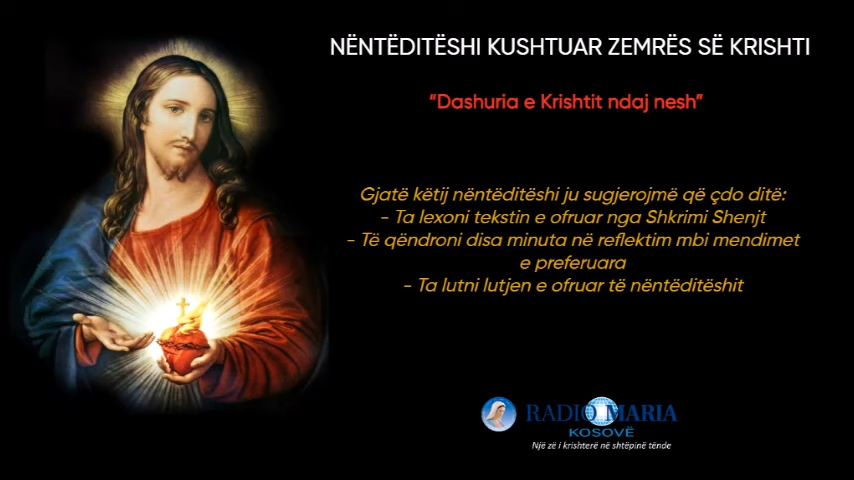 NËNTËDITËSHI KUSHTUAR ZEMRËS SË KRISHTI
“Dashuria e Krishtit ndaj nesh”
Gjatë këtij nëntëditëshi ju sugjerojmë që çdo ditë:
- Ta lexoni tekstin e ofruar nga Shkrimi Shenjt
- Të qëndroni disa minuta në reflektim mbi mendimet
e preferuara
- Ta lutni lutjen e ofruar të nëntëditëshit
RADIO MARIA
KOSOVË
Një zë i krishterë në shtëpinë tënde